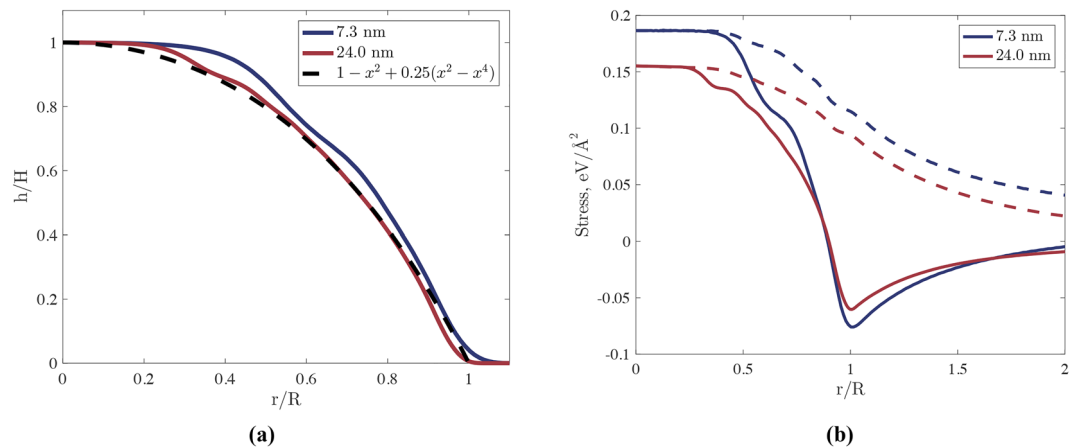 7.3 nm
24.0 nm
1 − x² + 0.25(x² − x⁴)
h/H
1
0.8
0.6
0.4
0.2
0
0
0.2
0.4
0.6
0.8
1
r/R
(a)
7.3 nm
24.0 nm
Stress, eV/Å²
0.2
0.15
0.1
0.05
0
-0.05
-0.1
0
0.5
1
1.5
2
r/R
(b)